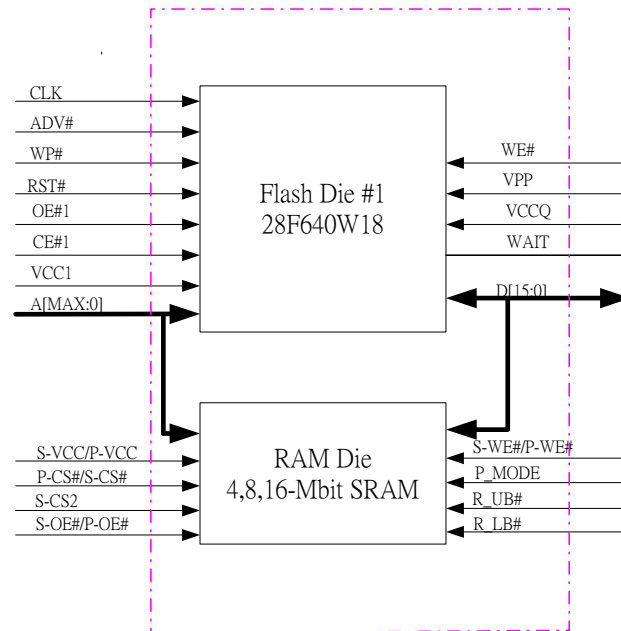 CLK
ADV#
WP#
RST#
OE#1
CE#1
VCC1
A[MAX:0]
Flash Die #1
28F640W18
WE#
VPP
VCCQ
WAIT
D[15:0]
S-VCC/P-VCC
P-CS#/S-CS#
S-CS2
S-OE#/P-OE#
RAM Die
4,8,16-Mbit SRAM
S-WE#/P-WE#
P_MODE
R_UB#
R_LB#